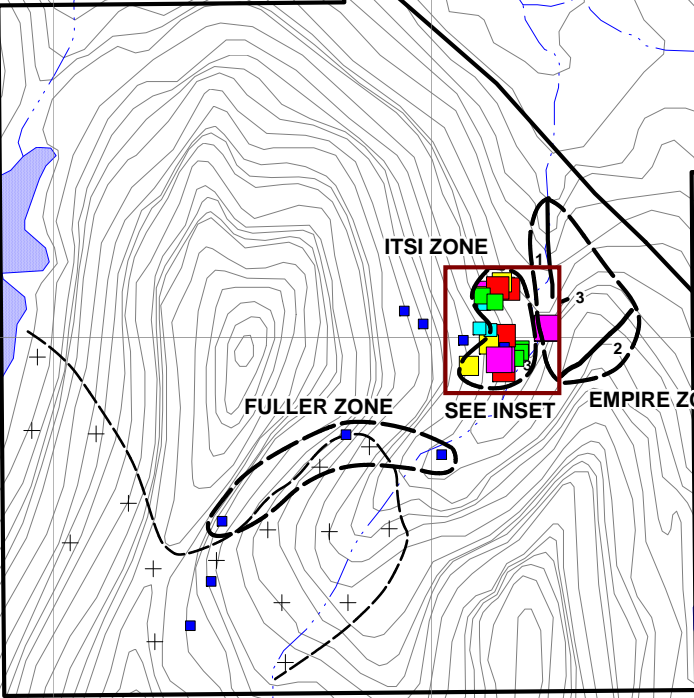 ITSI ZONE
1
3
2
3
SEE INSET
EMPIRE ZO
FULLER ZONE